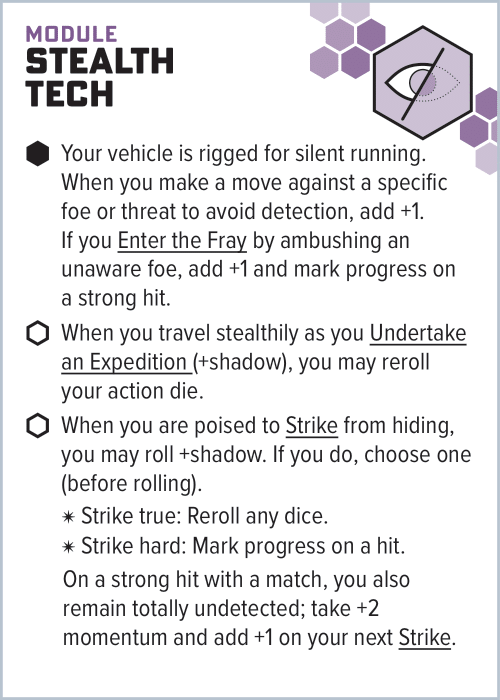 MODULE
STEALTH
TECH
Your vehicle is rigged for silent running.
When you make a move against a specific
foe or threat to avoid detection, add +1.
If you Enter the Fray by ambushing an
unaware foe, add +1 and mark progress on
a strong hit.
When you travel stealthily as you Undertake
an Expedition (+shadow), you may reroll
your action die.
When you are poised to Strike from hiding,
you may roll +shadow. If you do, choose one
(before rolling).
✴ Strike true: Reroll any dice.
✴ Strike hard: Mark progress on a hit.
On a strong hit with a match, you also
remain totally undetected; take +2
momentum and add +1 on your next Strike.